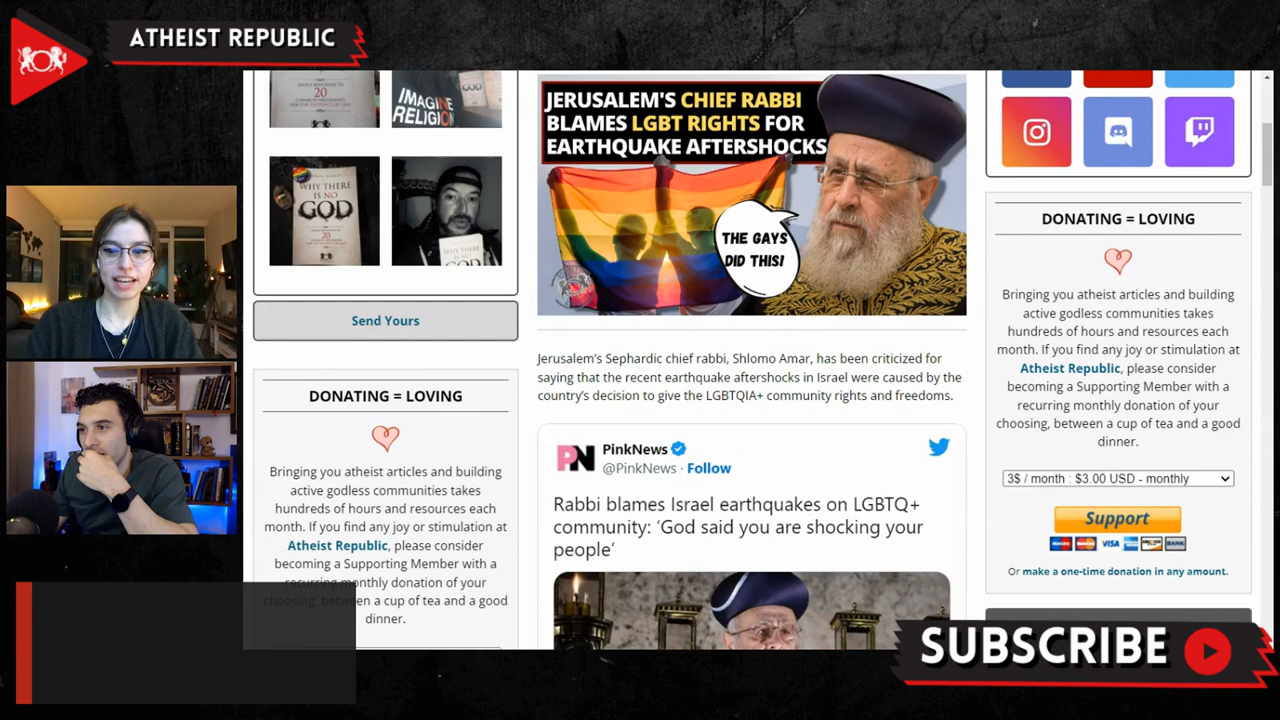 ATHEIST REPUBLIC
20
IMAGINE
RELIGION
WHY THERE
IS NO
GOD
20
WHY THERE
Send Yours
DONATING = LOVING
Bringing you atheist articles and building
active godless communities takes
hundreds of hours and resources each
month. If you find any joy or stimulation at
Atheist Republic, please consider
becoming a Supporting Member with a
recurring monthly donation of your
choosing, between a cup of tea and a good
dinner.
JERUSALEM'S CHIEF RABBI
BLAMES LGBT RIGHTS FOR
EARTHQUAKE AFTERSHOCKS
THE GAYS
DID THIS!
Jerusalem's Sephardic chief rabbi, Shlomo Amar, has been criticized for
saying that the recent earthquake aftershocks in Israel were caused by the
country's decision to give the LGBTQIA+ community rights and freedoms.
PN
PinkNews
@PinkNews · Follow
Rabbi blames Israel earthquakes on LGBTQ+
community: 'God said you are shocking your
people'
DONATING = LOVING
Bringing you atheist articles and building
active godless communities takes
hundreds of hours and resources each
month. If you find any joy or stimulation at
Atheist Republic, please consider
becoming a Supporting Member with a
recurring monthly donation of your
choosing, between a cup of tea and a good
dinner.
3$ / month : $3.00 USD - monthly
Support
VISA
BANK
Or make a one-time donation in any amount.
SUBSCRIBE